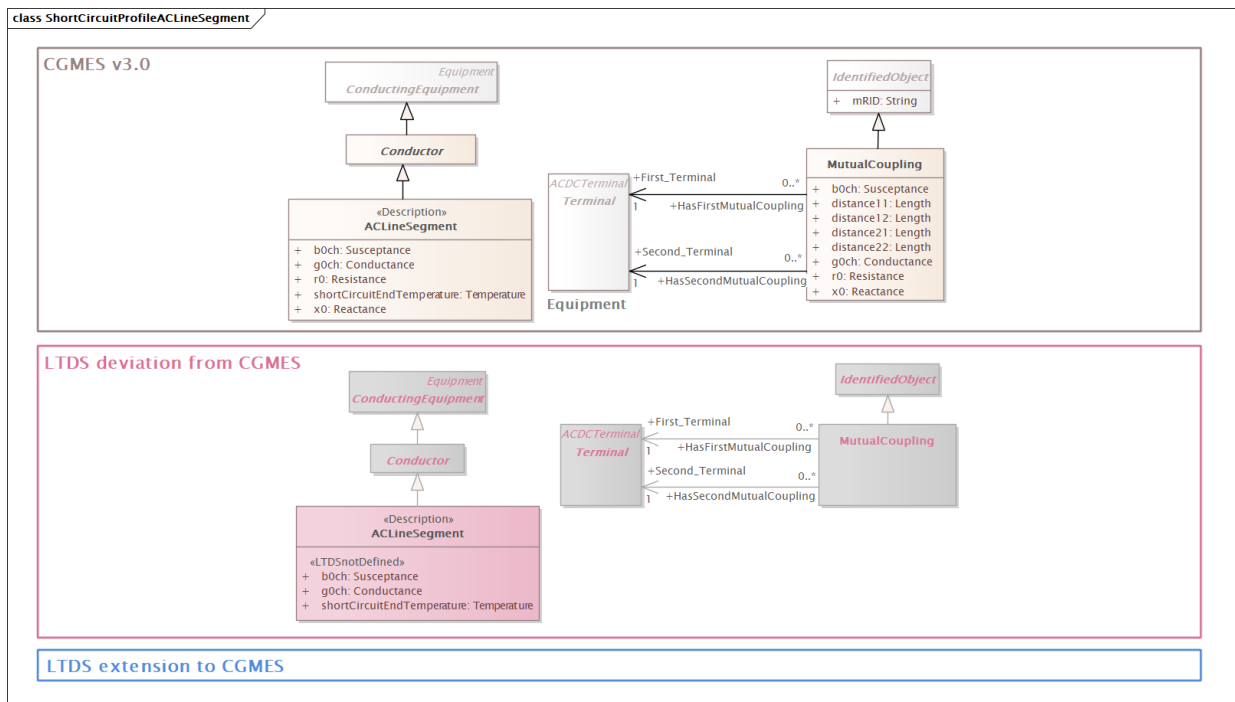 class ShortCircuitProfileACLineSegment
CGMES v3.0
Equipment
ConductingEquipment
Conductor
«Description»
ACLineSegment
+ b0ch: Susceptance
+ g0ch: Conductance
+ r0: Resistance
+ shortCircuitEndTemperature: Temperature
+ x0: Reactance
IdentifiedObject
+ mRID: String
ACDCTerminal
Terminal
Equipment
+First_Terminal
0..*
1
+HasFirstMutualCoupling
+Second_Terminal
0..*
1
+HasSecondMutualCoupling
MutualCoupling
+ b0ch: Susceptance
+ distance11: Length
+ distance12: Length
+ distance21: Length
+ distance22: Length
+ g0ch: Conductance
+ r0: Resistance
+ x0: Reactance
LTDS deviation from CGMES
Equipment
ConductingEquipment
Conductor
«Description»
ACLineSegment
«LTDSnotDefined»
+ b0ch: Susceptance
+ g0ch: Conductance
+ shortCircuitEndTemperature: Temperature
IdentifiedObject
ACDCTerminal
Terminal
+First_Terminal
0..*
1
+HasFirstMutualCoupling
+Second_Terminal
0..*
1
+HasSecondMutualCoupling
MutualCoupling
LTDS extension to CGMES